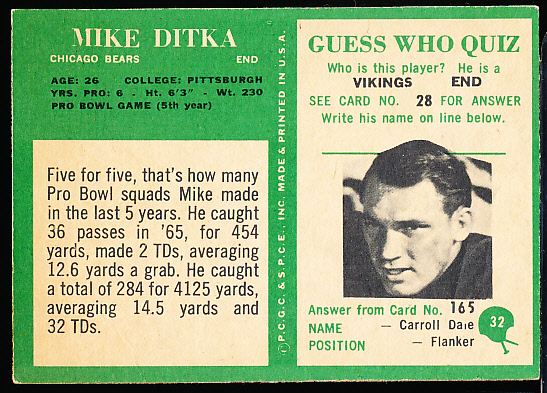 MIKE DITKA
CHICAGO BEARS END
AGE: 26 COLLEGE: PITTSBURGH
YRS. PRO: 6 - Ht. 6'3" - Wt. 230
PRO BOWL GAME (5th year)
Five for five, that's how many
Pro Bowl squads Mike made
in the last 5 years. He caught
36 passes in '65, for 454
yards, made 2 TDs, averaging
12.6 yards a grab. He caught
a total of 284 for 4125 yards,
averaging 14.5 yards and
32 TDs.
Ⓟ P.C.G.C. & S.P.C.E., INC. MADE & PRINTED IN U.S.A.
GUESS WHO QUIZ
Who is this player? He is a
VIKINGS END
SEE CARD NO. 28 FOR ANSWER
Write his name on line below.
Answer from Card No. 165
NAME — Carroll Dale
POSITION — Flanker
32